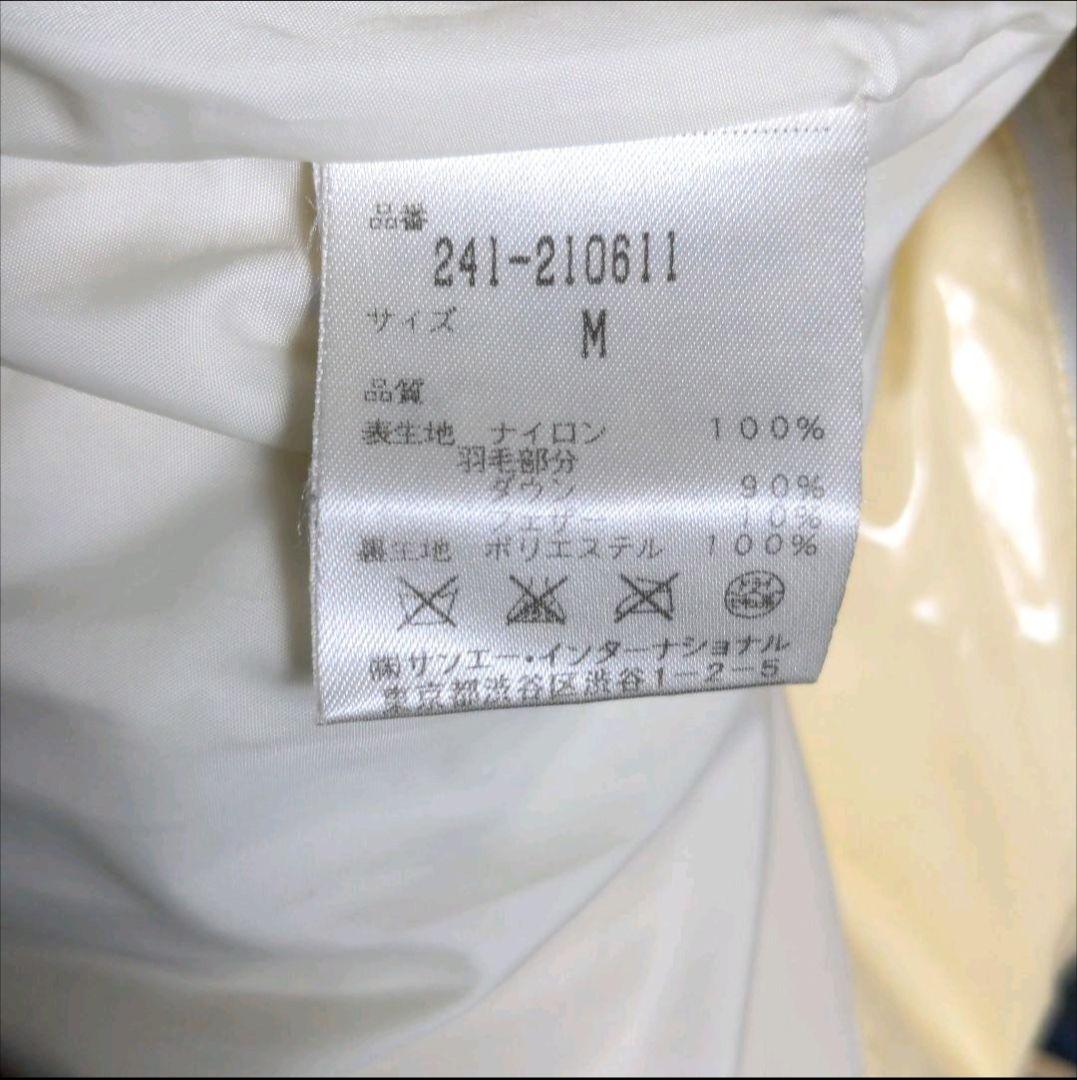 品番
241-210611
サイズ
M
品質
表生地 ナイロン 100%
羽毛部分
ダウン 90%
フェザー 10%
裏生地 ポリエステル 100%
㈱サンエー・インターナショナル
東京都渋谷区渋谷1-2-5